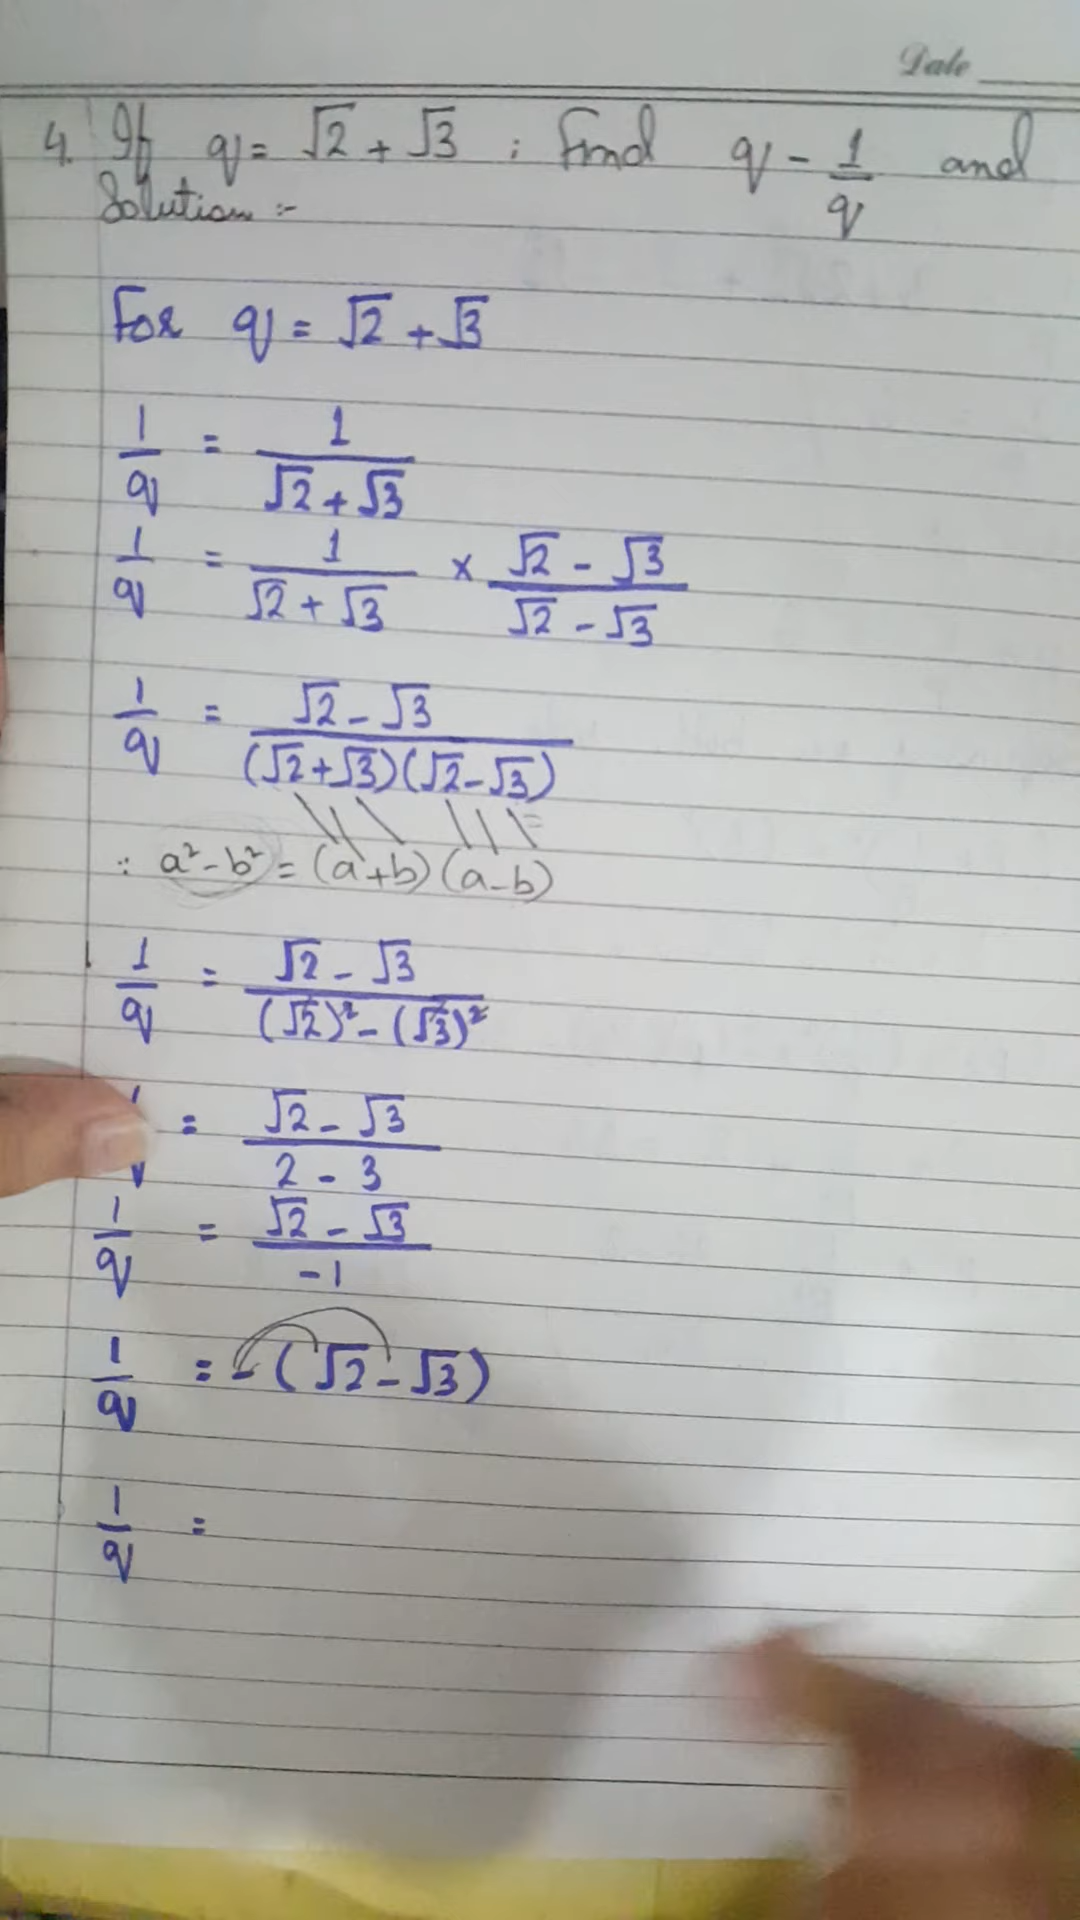 Date
4. If q = √2 + √3 ; Find q - 1/q and
Solution :-
For q = √2 + √3
1/q = 1/(√2 + √3)
1/q = 1/(√2 + √3) × (√2 - √3)/(√2 - √3)
1/q = (√2 - √3)/((√2+√3)(√2-√3))
∵ a² - b² = (a+b)(a-b)
1/q = (√2 - √3)/((√2)² - (√3)²)
= (√2 - √3)/(2 - 3)
1/q = (√2 - √3)/(-1)
1/q = -(√2 - √3)
1/q =